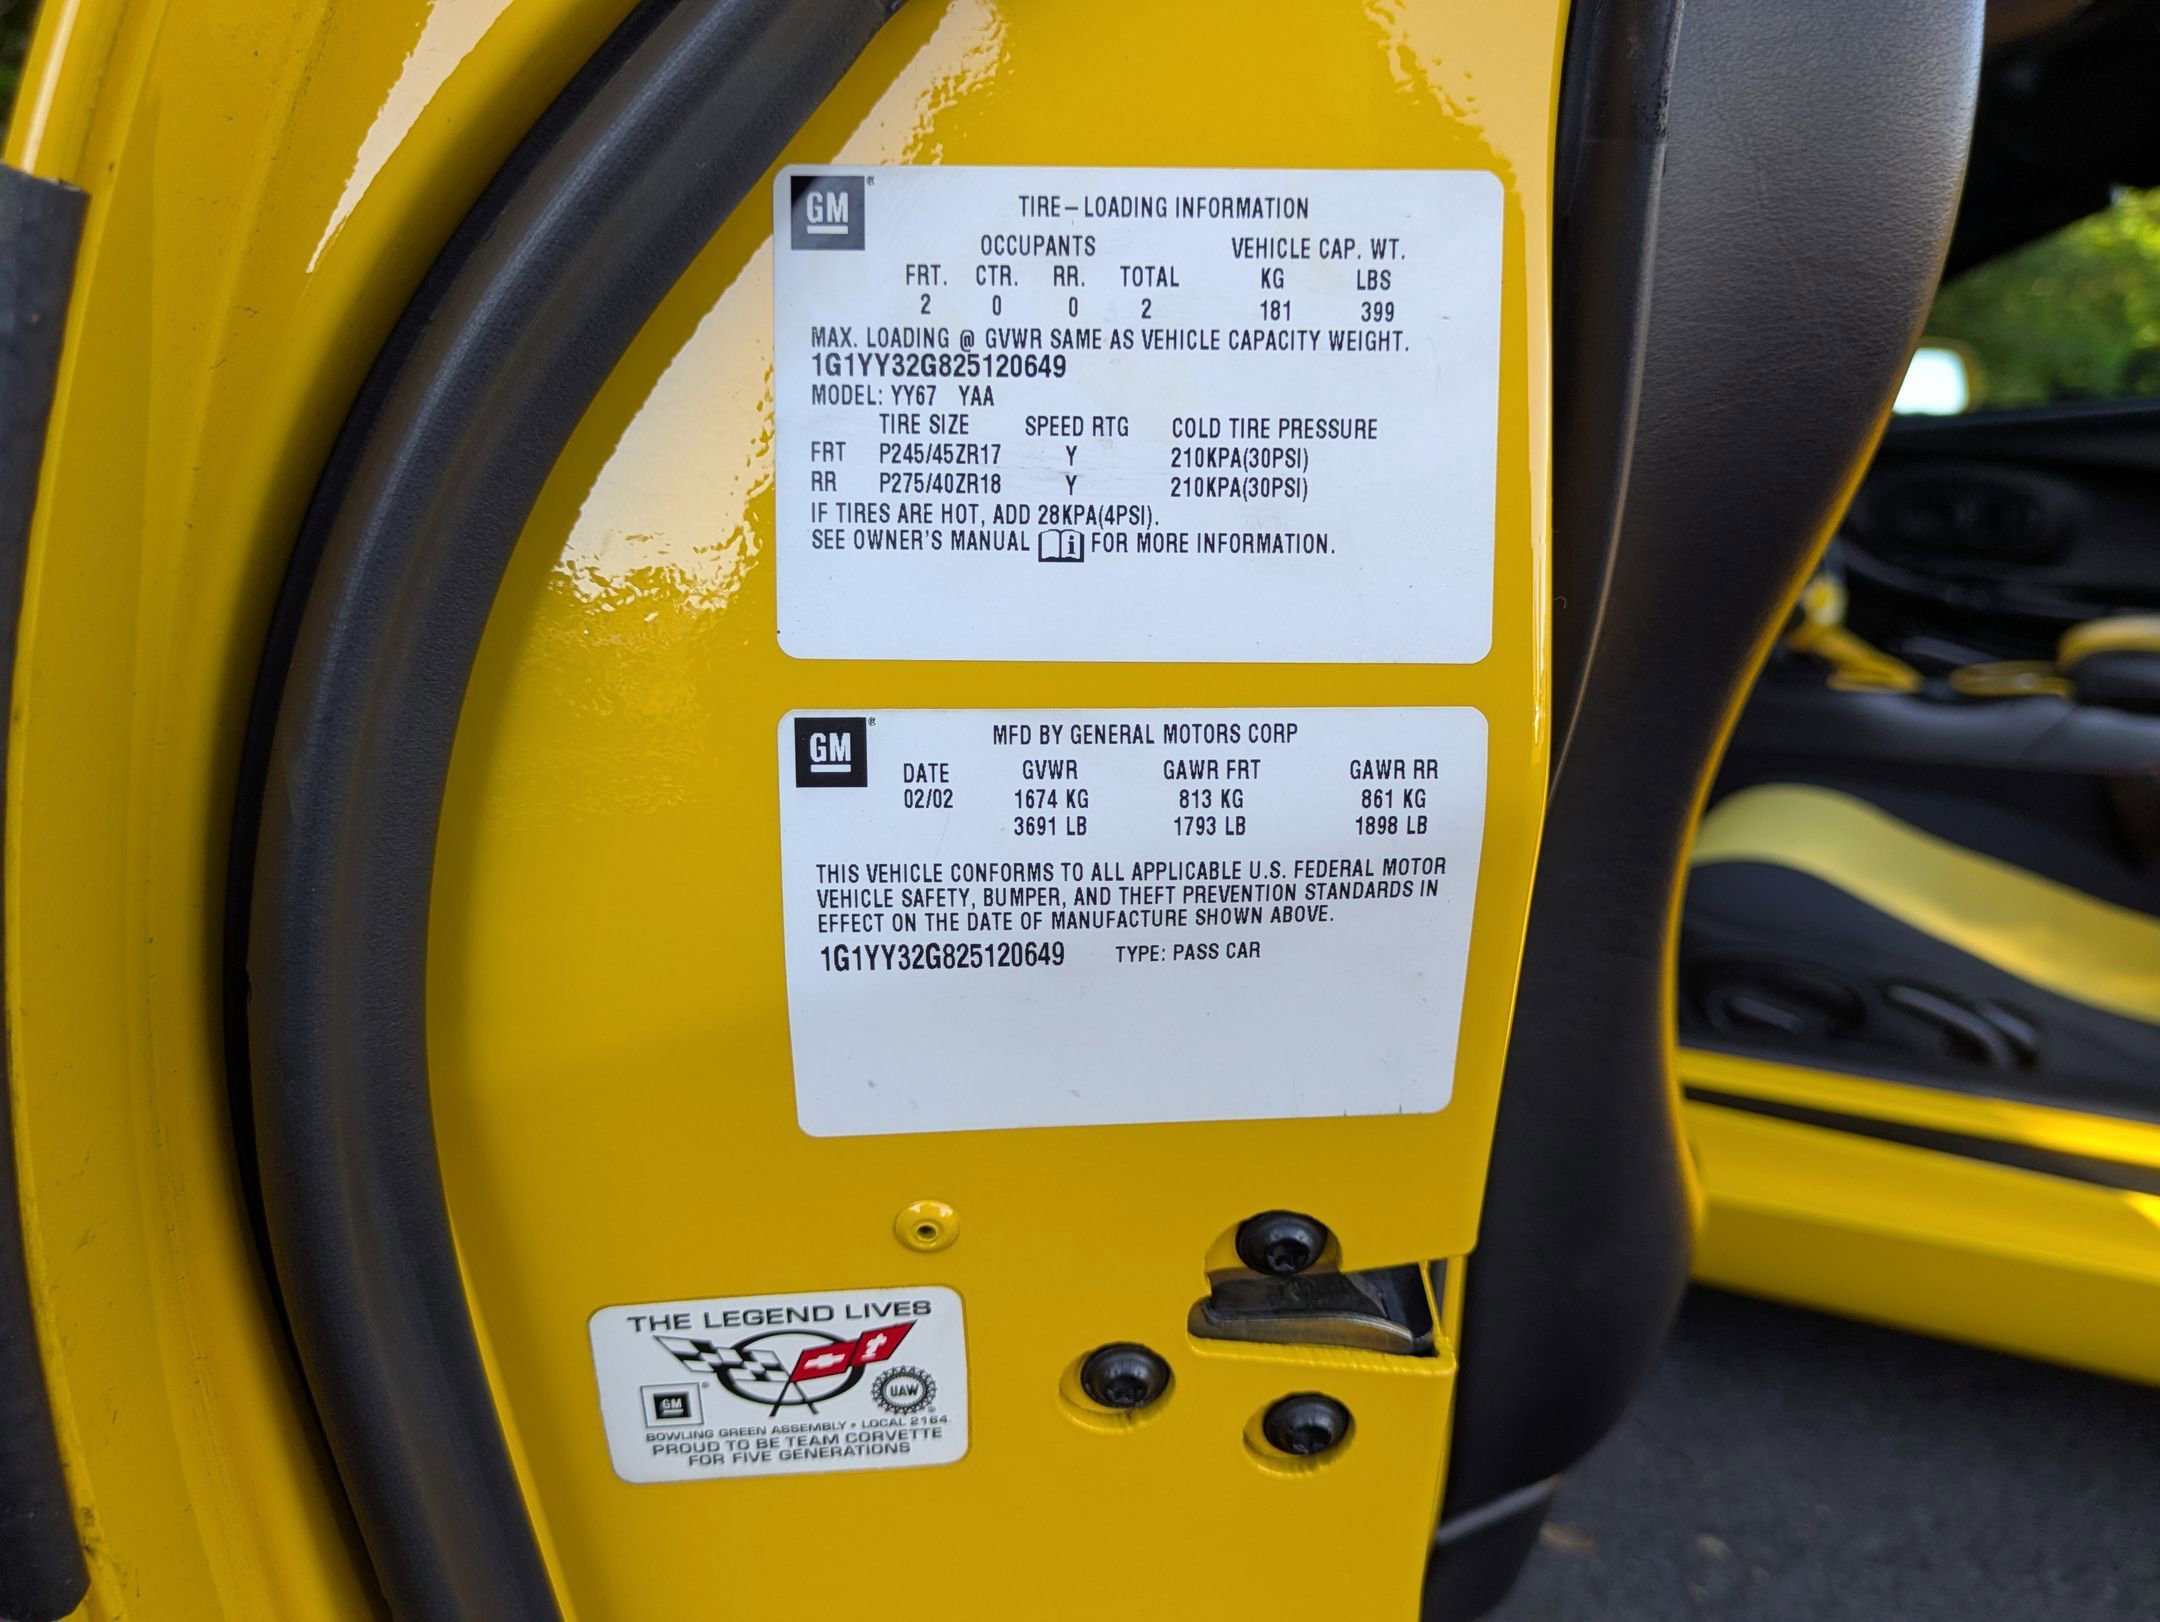 GM
TIRE–LOADING INFORMATION
OCCUPANTS VEHICLE CAP. WT.
FRT. CTR. RR. TOTAL KG LBS
2 0 0 2 181 399
MAX. LOADING @ GVWR SAME AS VEHICLE CAPACITY WEIGHT.
1G1YY32G825120649
MODEL: YY67 YAA
TIRE SIZE SPEED RTG COLD TIRE PRESSURE
FRT P245/45ZR17 Y 210KPA(30PSI)
RR P275/40ZR18 Y 210KPA(30PSI)
IF TIRES ARE HOT, ADD 28KPA(4PSI).
SEE OWNER'S MANUAL i FOR MORE INFORMATION.
GM
MFD BY GENERAL MOTORS CORP
DATE GVWR GAWR FRT GAWR RR
02/02 1674 KG 813 KG 861 KG
3691 LB 1793 LB 1898 LB
THIS VEHICLE CONFORMS TO ALL APPLICABLE U.S. FEDERAL MOTOR
VEHICLE SAFETY, BUMPER, AND THEFT PREVENTION STANDARDS IN
EFFECT ON THE DATE OF MANUFACTURE SHOWN ABOVE.
1G1YY32G825120649 TYPE: PASS CAR
THE LEGEND LIVES
GM UAW
BOWLING GREEN ASSEMBLY • LOCAL 2164
PROUD TO BE TEAM CORVETTE
FOR FIVE GENERATIONS